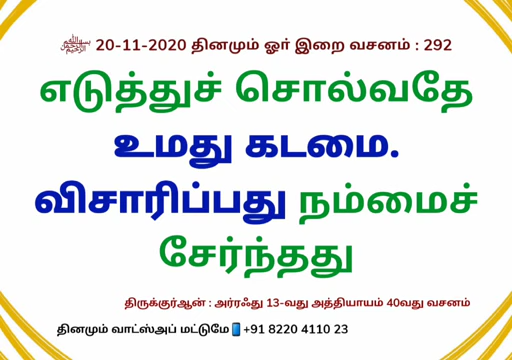 ﷽ 20-11-2020 தினமும் ஓர் இறை வசனம் : 292
எடுத்துச் சொல்வதே
உமது கடமை.
விசாரிப்பது நம்மைச்
சேர்ந்தது
திருக்குர்ஆன் : அர்ரஃது 13-வது அத்தியாயம் 40வது வசனம்
தினமும் வாட்ஸ்அப் மட்டுமே📱+91 8220 4110 23